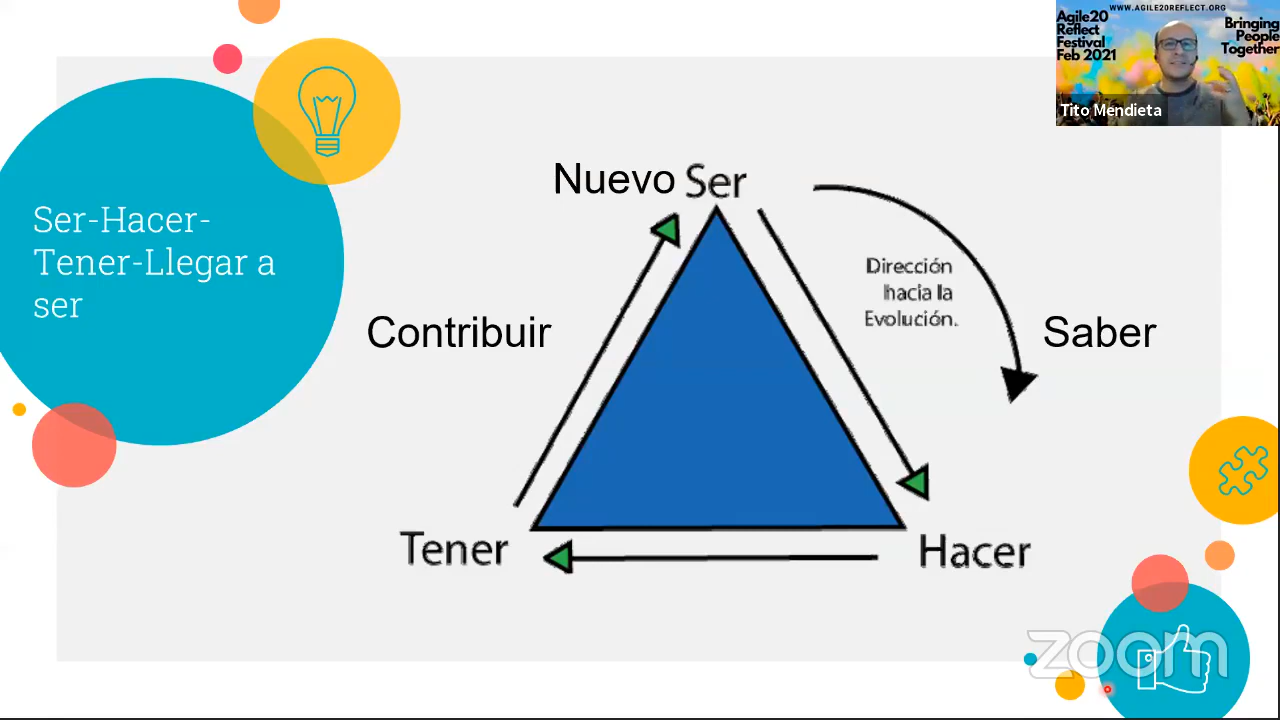 WWW.AGILE20REFLECT.ORG
Agile20
Reflect
Festival
Feb 2021
Bringing
People
Together
Tito Mendieta
Ser-Hacer-
Tener-Llegar a
ser
Nuevo Ser
Dirección
hacia la
Evolución.
Contribuir
Saber
Tener
Hacer
zoom